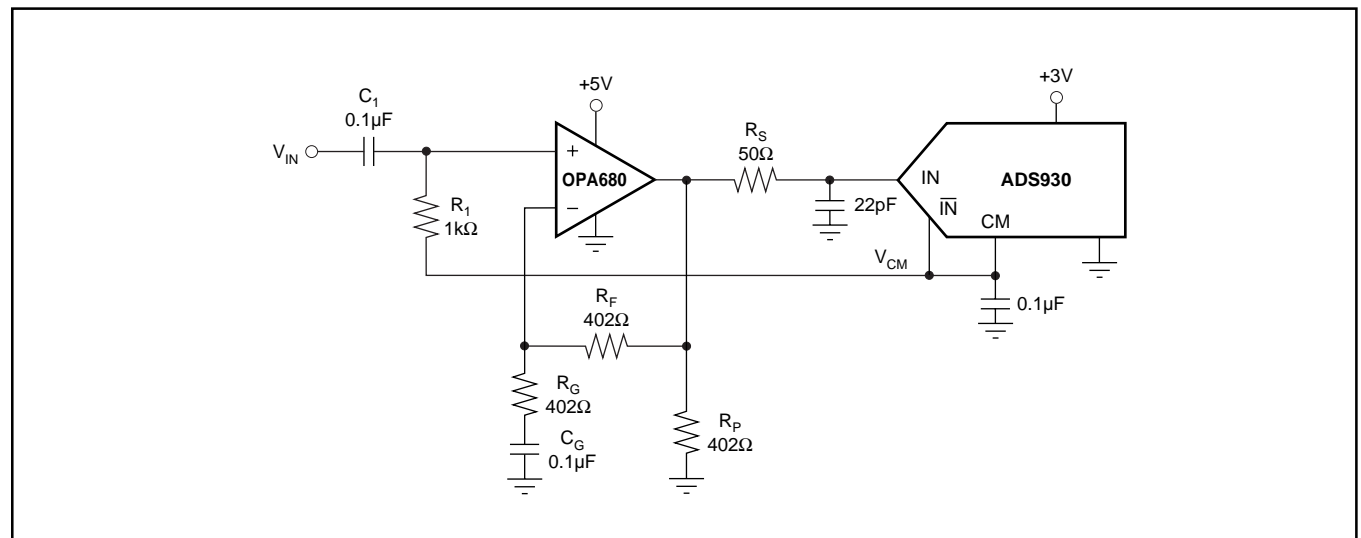 +5V
+3V
C1
0.1µF
VIN
+
OPA680
–
RS
50Ω
IN
ADS930
I̅N̅
CM
22pF
R1
1kΩ
VCM
0.1µF
RF
402Ω
RG
402Ω
RP
402Ω
CG
0.1µF